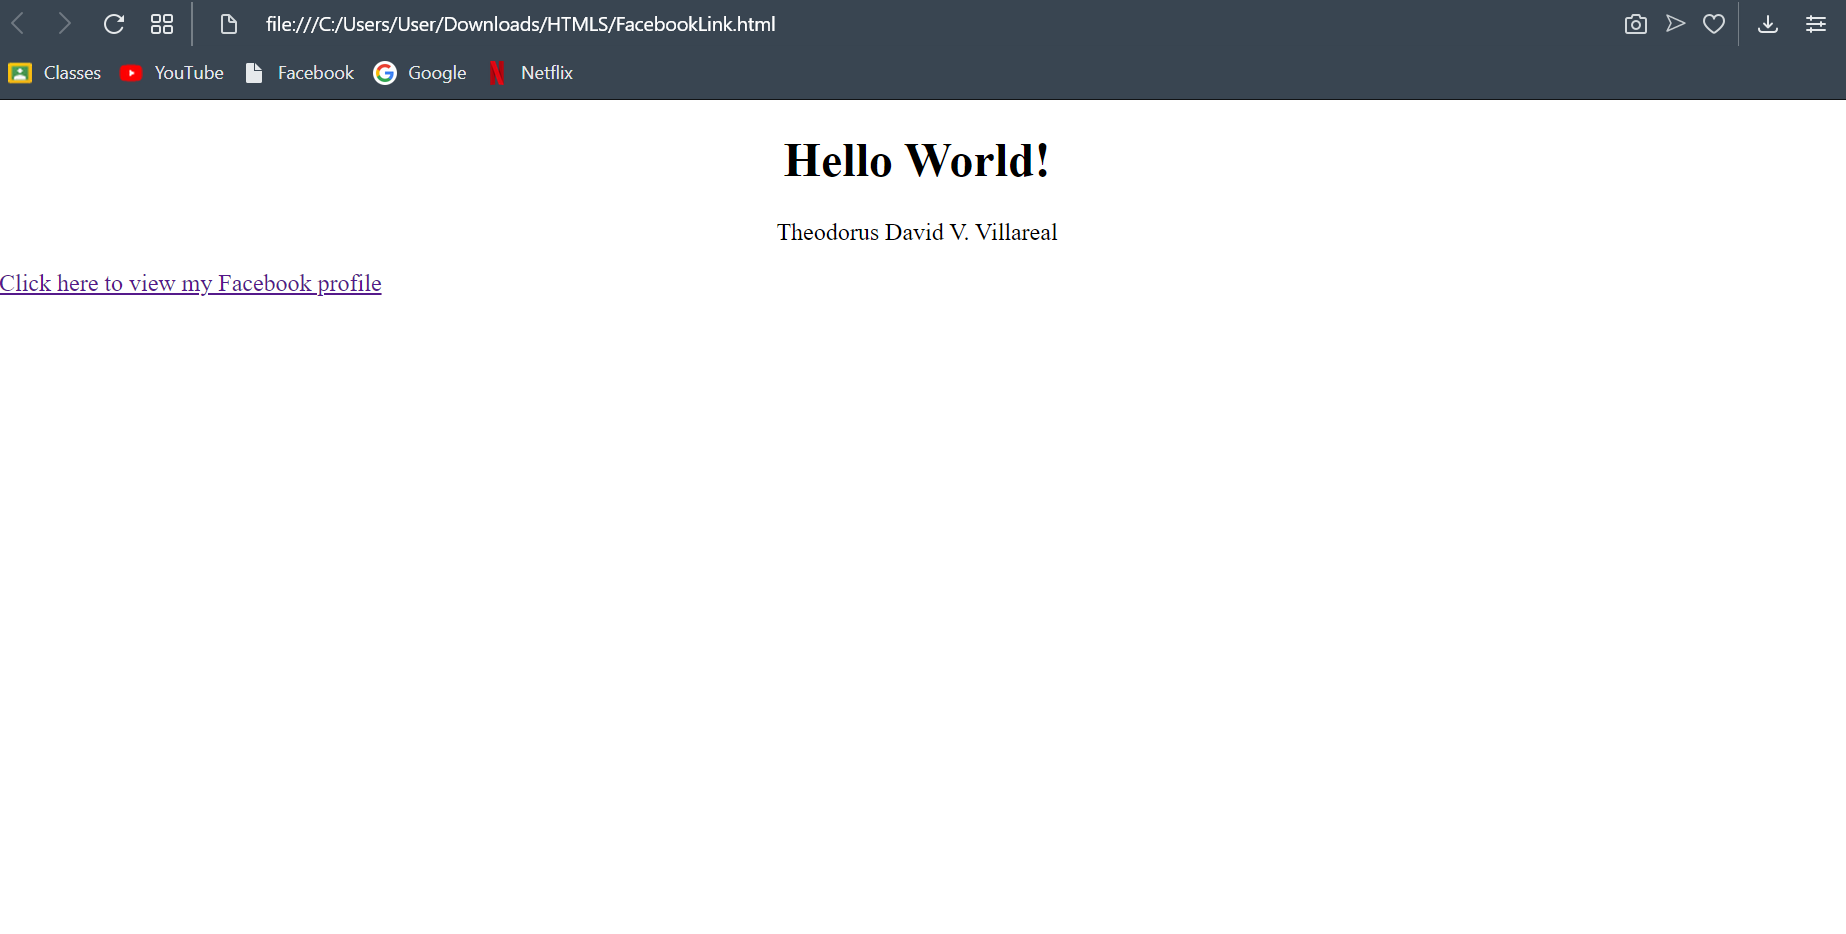 file:///C:/Users/User/Downloads/HTMLS/FacebookLink.html
Classes YouTube Facebook Google Netflix
Hello World!
Theodorus David V. Villareal
Click here to view my Facebook profile